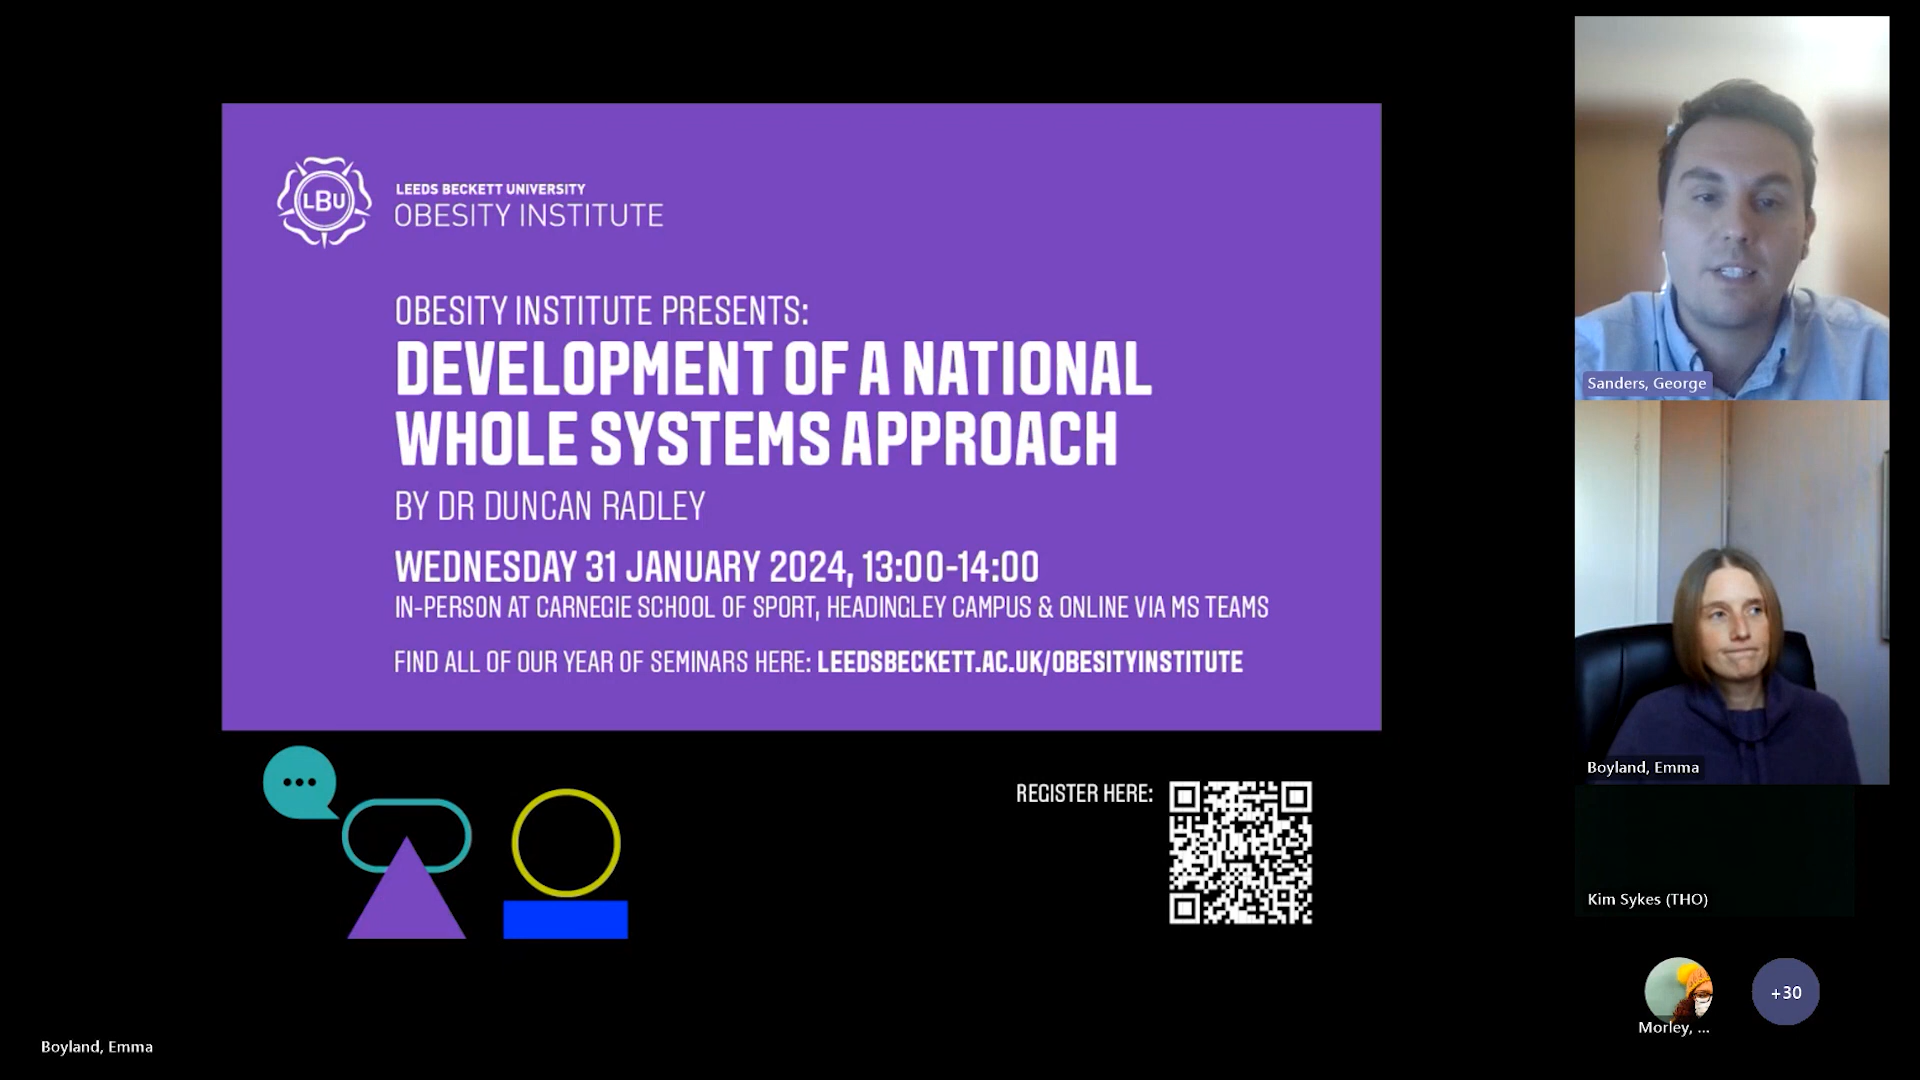 LBU
LEEDS BECKETT UNIVERSITY
OBESITY INSTITUTE
OBESITY INSTITUTE PRESENTS:
DEVELOPMENT OF A NATIONAL
WHOLE SYSTEMS APPROACH
BY DR DUNCAN RADLEY
WEDNESDAY 31 JANUARY 2024, 13:00-14:00
IN-PERSON AT CARNEGIE SCHOOL OF SPORT, HEADINGLEY CAMPUS & ONLINE VIA MS TEAMS
FIND ALL OF OUR YEAR OF SEMINARS HERE: LEEDSBECKETT.AC.UK/OBESITYINSTITUTE
REGISTER HERE:
Boyland, Emma
Sanders, George
Boyland, Emma
Kim Sykes (THO)
Morley, ...
+30